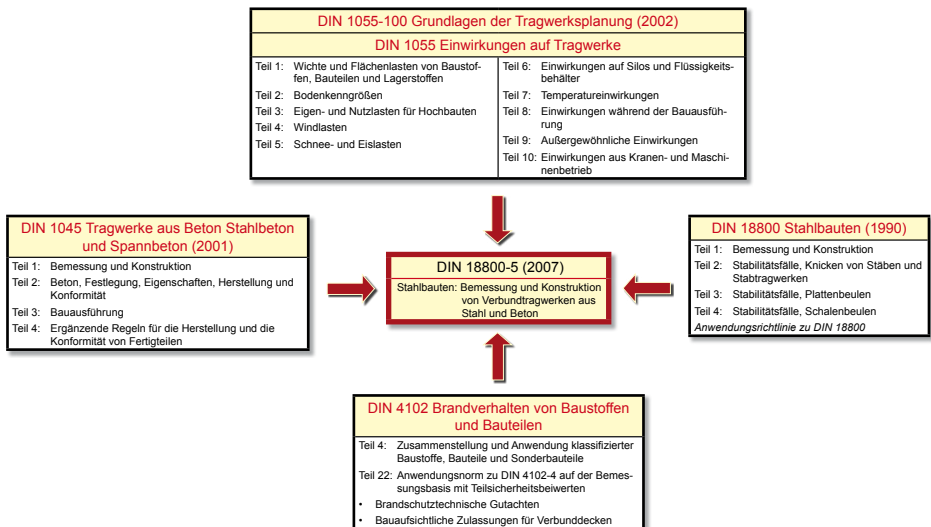 DIN 1055-100 Grundlagen der Tragwerksplanung (2002)
DIN 1055 Einwirkungen auf Tragwerke
Teil 1: Wichte und Flächenlasten von Baustof-
fen, Bauteilen und Lagerstoffen
Teil 2: Bodenkenngrößen
Teil 3: Eigen- und Nutzlasten für Hochbauten
Teil 4: Windlasten
Teil 5: Schnee- und Eislasten
Teil 6: Einwirkungen auf Silos und Flüssigkeits-
behälter
Teil 7: Temperatureinwirkungen
Teil 8: Einwirkungen während der Bauausfüh-
rung
Teil 9: Außergewöhnliche Einwirkungen
Teil 10: Einwirkungen aus Kranen- und Maschi-
nenbetrieb
DIN 1045 Tragwerke aus Beton Stahlbeton
und Spannbeton (2001)
Teil 1: Bemessung und Konstruktion
Teil 2: Beton, Festlegung, Eigenschaften, Herstellung und
Konformität
Teil 3: Bauausführung
Teil 4: Ergänzende Regeln für die Herstellung und die
Konformität von Fertigteilen
DIN 18800-5 (2007)
Stahlbauten: Bemessung und Konstruktion
von Verbundtragwerken aus
Stahl und Beton
DIN 18800 Stahlbauten (1990)
Teil 1: Bemessung und Konstruktion
Teil 2: Stabilitätsfälle, Knicken von Stäben und
Stabtragwerken
Teil 3: Stabilitätsfälle, Plattenbeulen
Teil 4: Stabilitätsfälle, Schalenbeulen
Anwendungsrichtlinie zu DIN 18800
DIN 4102 Brandverhalten von Baustoffen
und Bauteilen
Teil 4: Zusammenstellung und Anwendung klassifizierter
Baustoffe, Bauteile und Sonderbauteile
Teil 22: Anwendungsnorm zu DIN 4102-4 auf der Bemes-
sungsbasis mit Teilsicherheitsbeiwerten
• Brandschutztechnische Gutachten
• Bauaufsichtliche Zulassungen für Verbunddecken